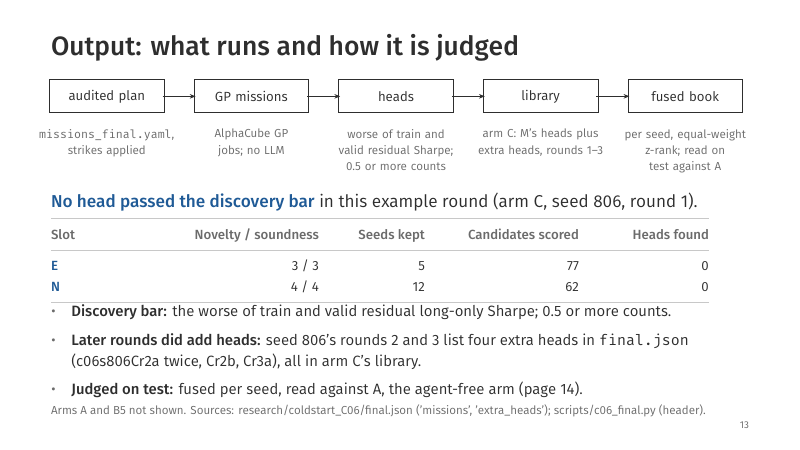 Output: what runs and how it is judged
audited plan
GP missions
heads
library
fused book
missions_final.yaml,
strikes applied
AlphaCube GP
jobs; no LLM
worse of train and
valid residual Sharpe;
0.5 or more counts
arm C: M's heads plus
extra heads, rounds 1–3
per seed, equal-weight
z-rank; read on
test against A
No head passed the discovery bar in this example round (arm C, seed 806, round 1).
Slot Novelty / soundness Seeds kept Candidates scored Heads found
E 3 / 3 5 77 0
N 4 / 4 12 62 0
• Discovery bar: the worse of train and valid residual long-only Sharpe; 0.5 or more counts.
• Later rounds did add heads: seed 806’s rounds 2 and 3 list four extra heads in final.json
(c06s806Cr2a twice, Cr2b, Cr3a), all in arm C’s library.
• Judged on test: fused per seed, read against A, the agent-free arm (page 14).
Arms A and B5 not shown. Sources: research/coldstart_C06/final.json (’missions’, ’extra_heads’); scripts/c06_final.py (header).
13